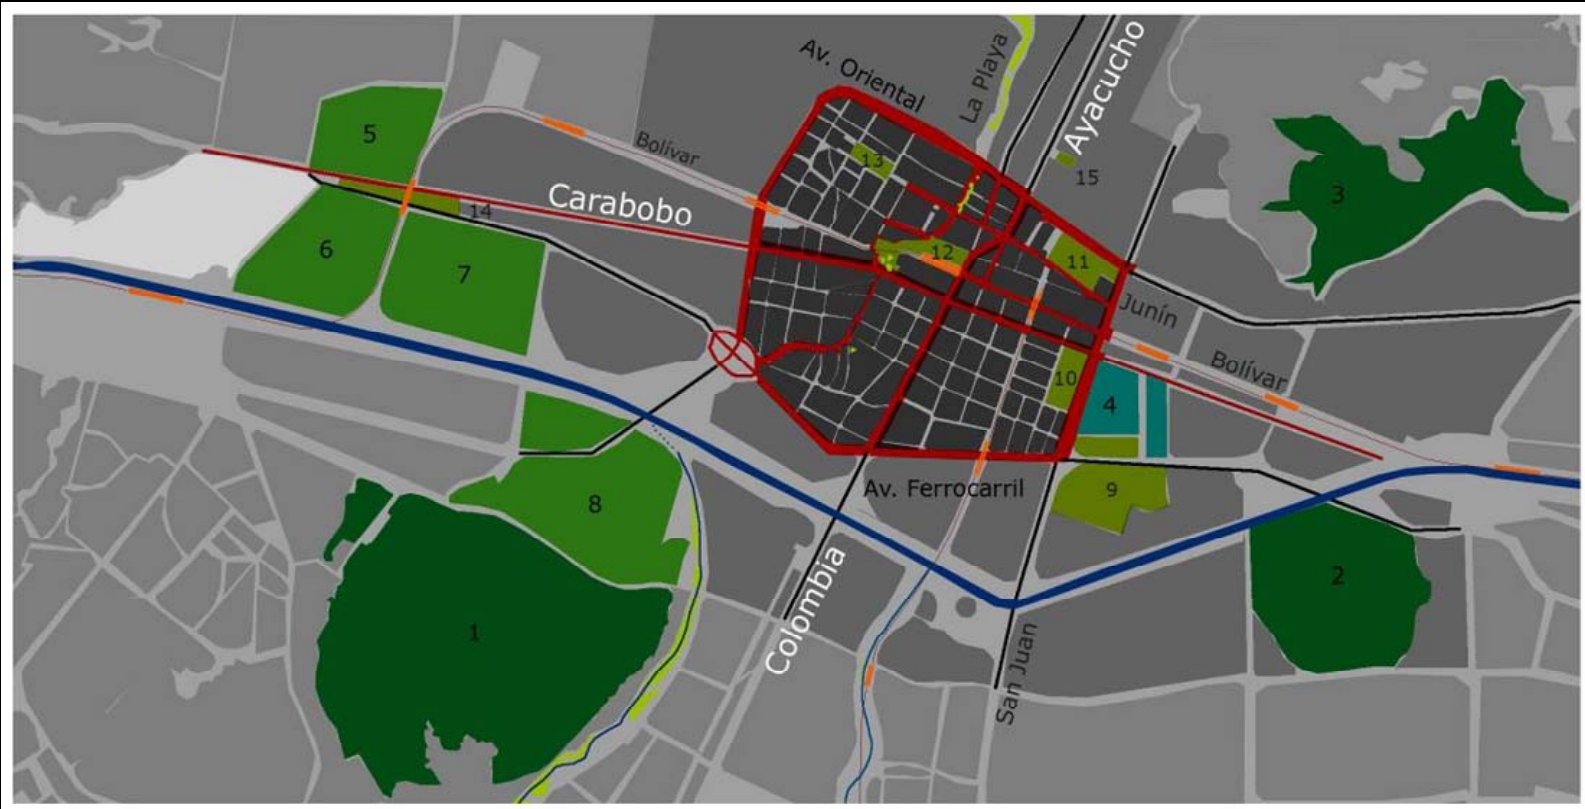 Av. Oriental
La Playa
Ayacucho
5
Bolívar
13
15
3
Carabobo
14
6
12
11
7
Junín
Bolívar
10
4
Av. Ferrocarril
9
8
2
1
Colombia
San Juan